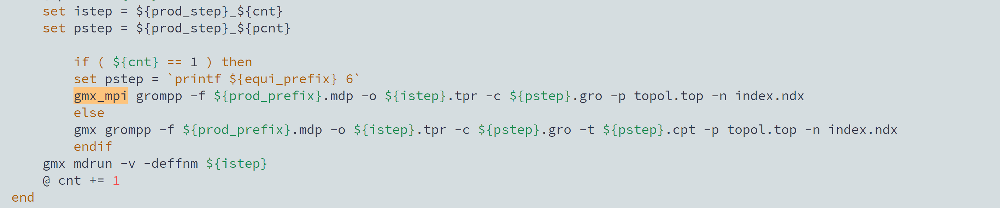 set istep = ${prod_step}_${cnt}
set pstep = ${prod_step}_${pcnt}
if ( ${cnt} == 1 ) then
set pstep = `printf ${equi_prefix} 6`
gmx_mpi grompp -f ${prod_prefix}.mdp -o ${istep}.tpr -c ${pstep}.gro -p topol.top -n index.ndx
else
gmx grompp -f ${prod_prefix}.mdp -o ${istep}.tpr -c ${pstep}.gro -t ${pstep}.cpt -p topol.top -n index.ndx
endif
gmx mdrun -v -deffnm ${istep}
@ cnt += 1
end